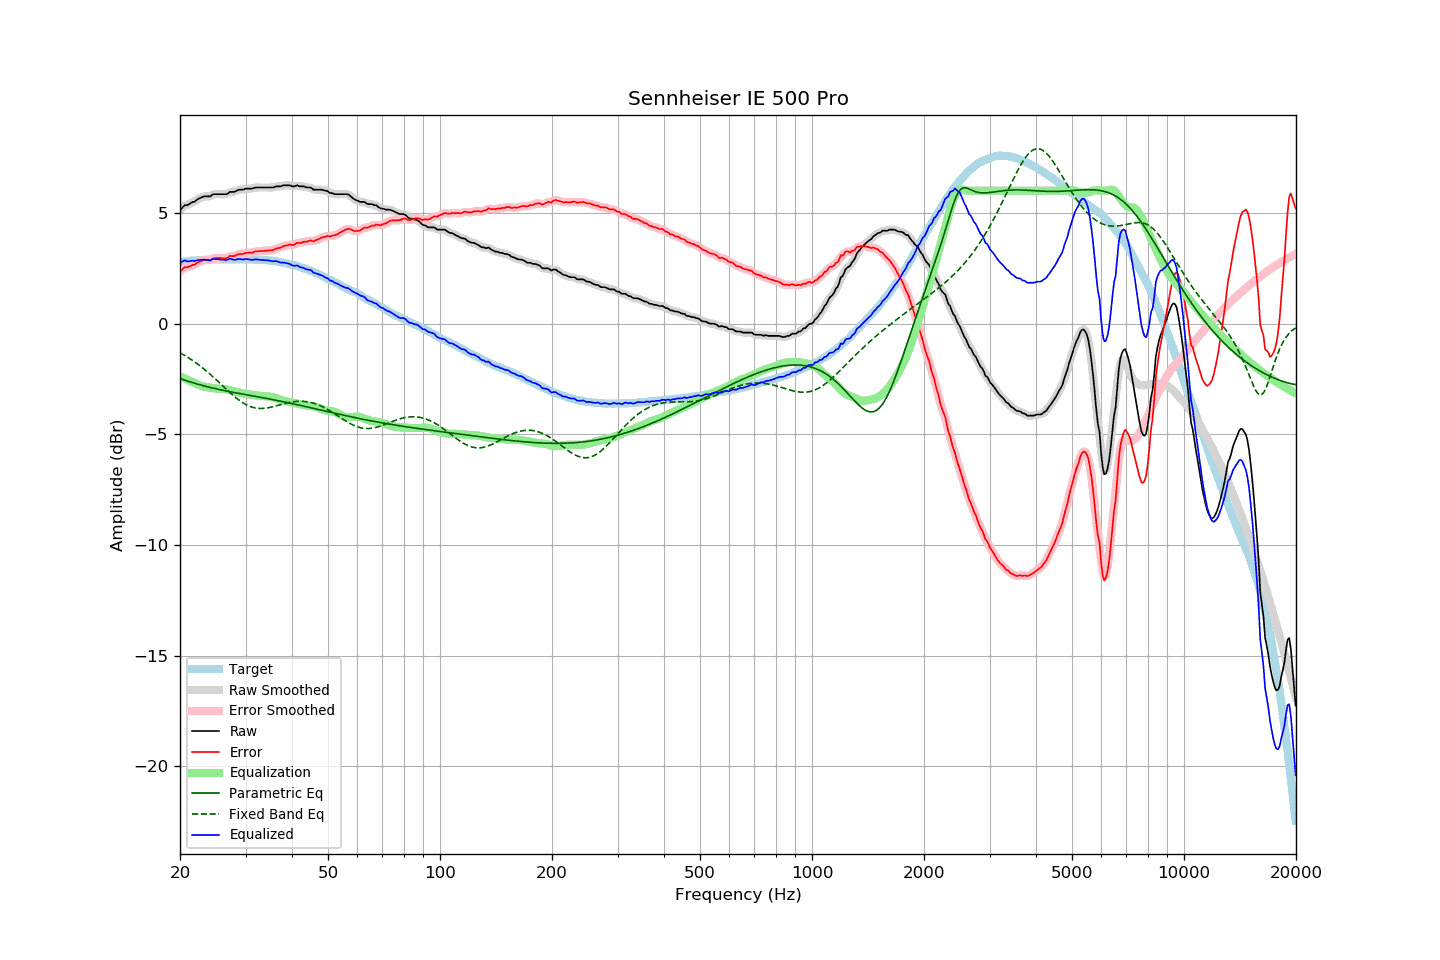 Sennheiser IE 500 Pro
Amplitude (dBr)
5
0
−5
−10
−15
−20
Target
Raw Smoothed
Error Smoothed
Raw
Error
Equalization
Parametric Eq
Fixed Band Eq
Equalized
20 50 100 200 500 1000 2000 5000 10000 20000
Frequency (Hz)